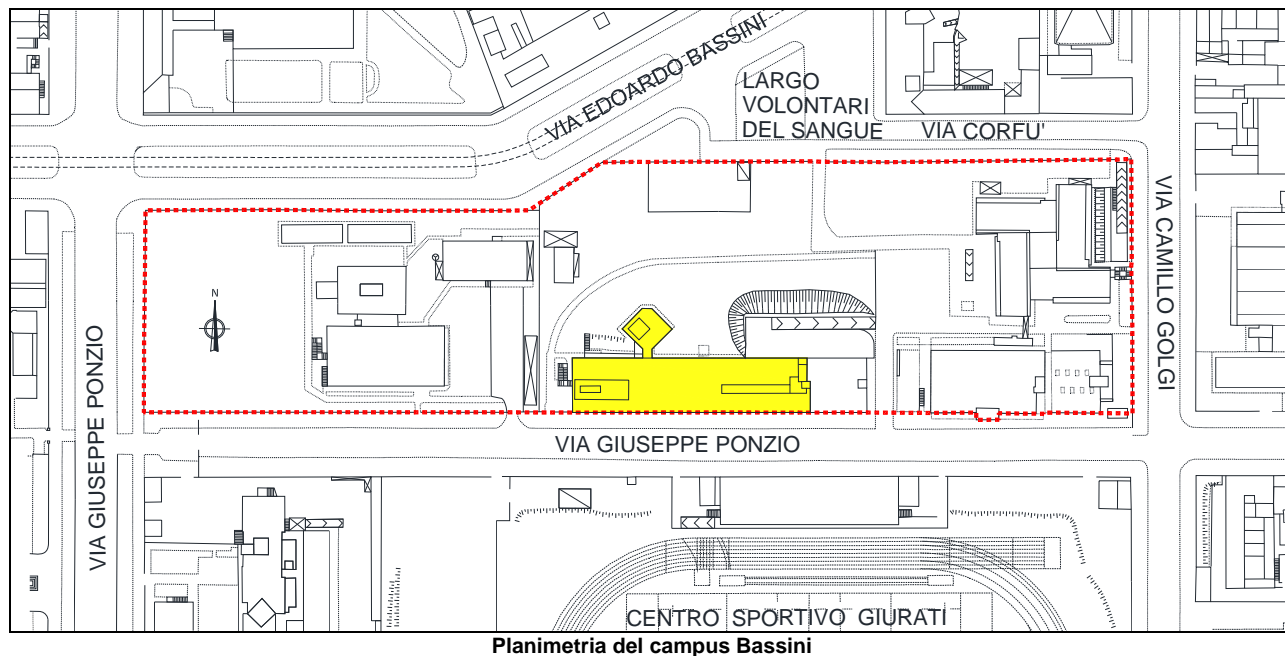 VIA EDOARDO BASSINI
LARGO
VOLONTARI
DEL SANGUE
VIA CORFU'
VIA CAMILLO GOLGI
N
VIA GIUSEPPE PONZIO
VIA GIUSEPPE PONZIO
CENTRO SPORTIVO GIURATI
Planimetria del campus Bassini